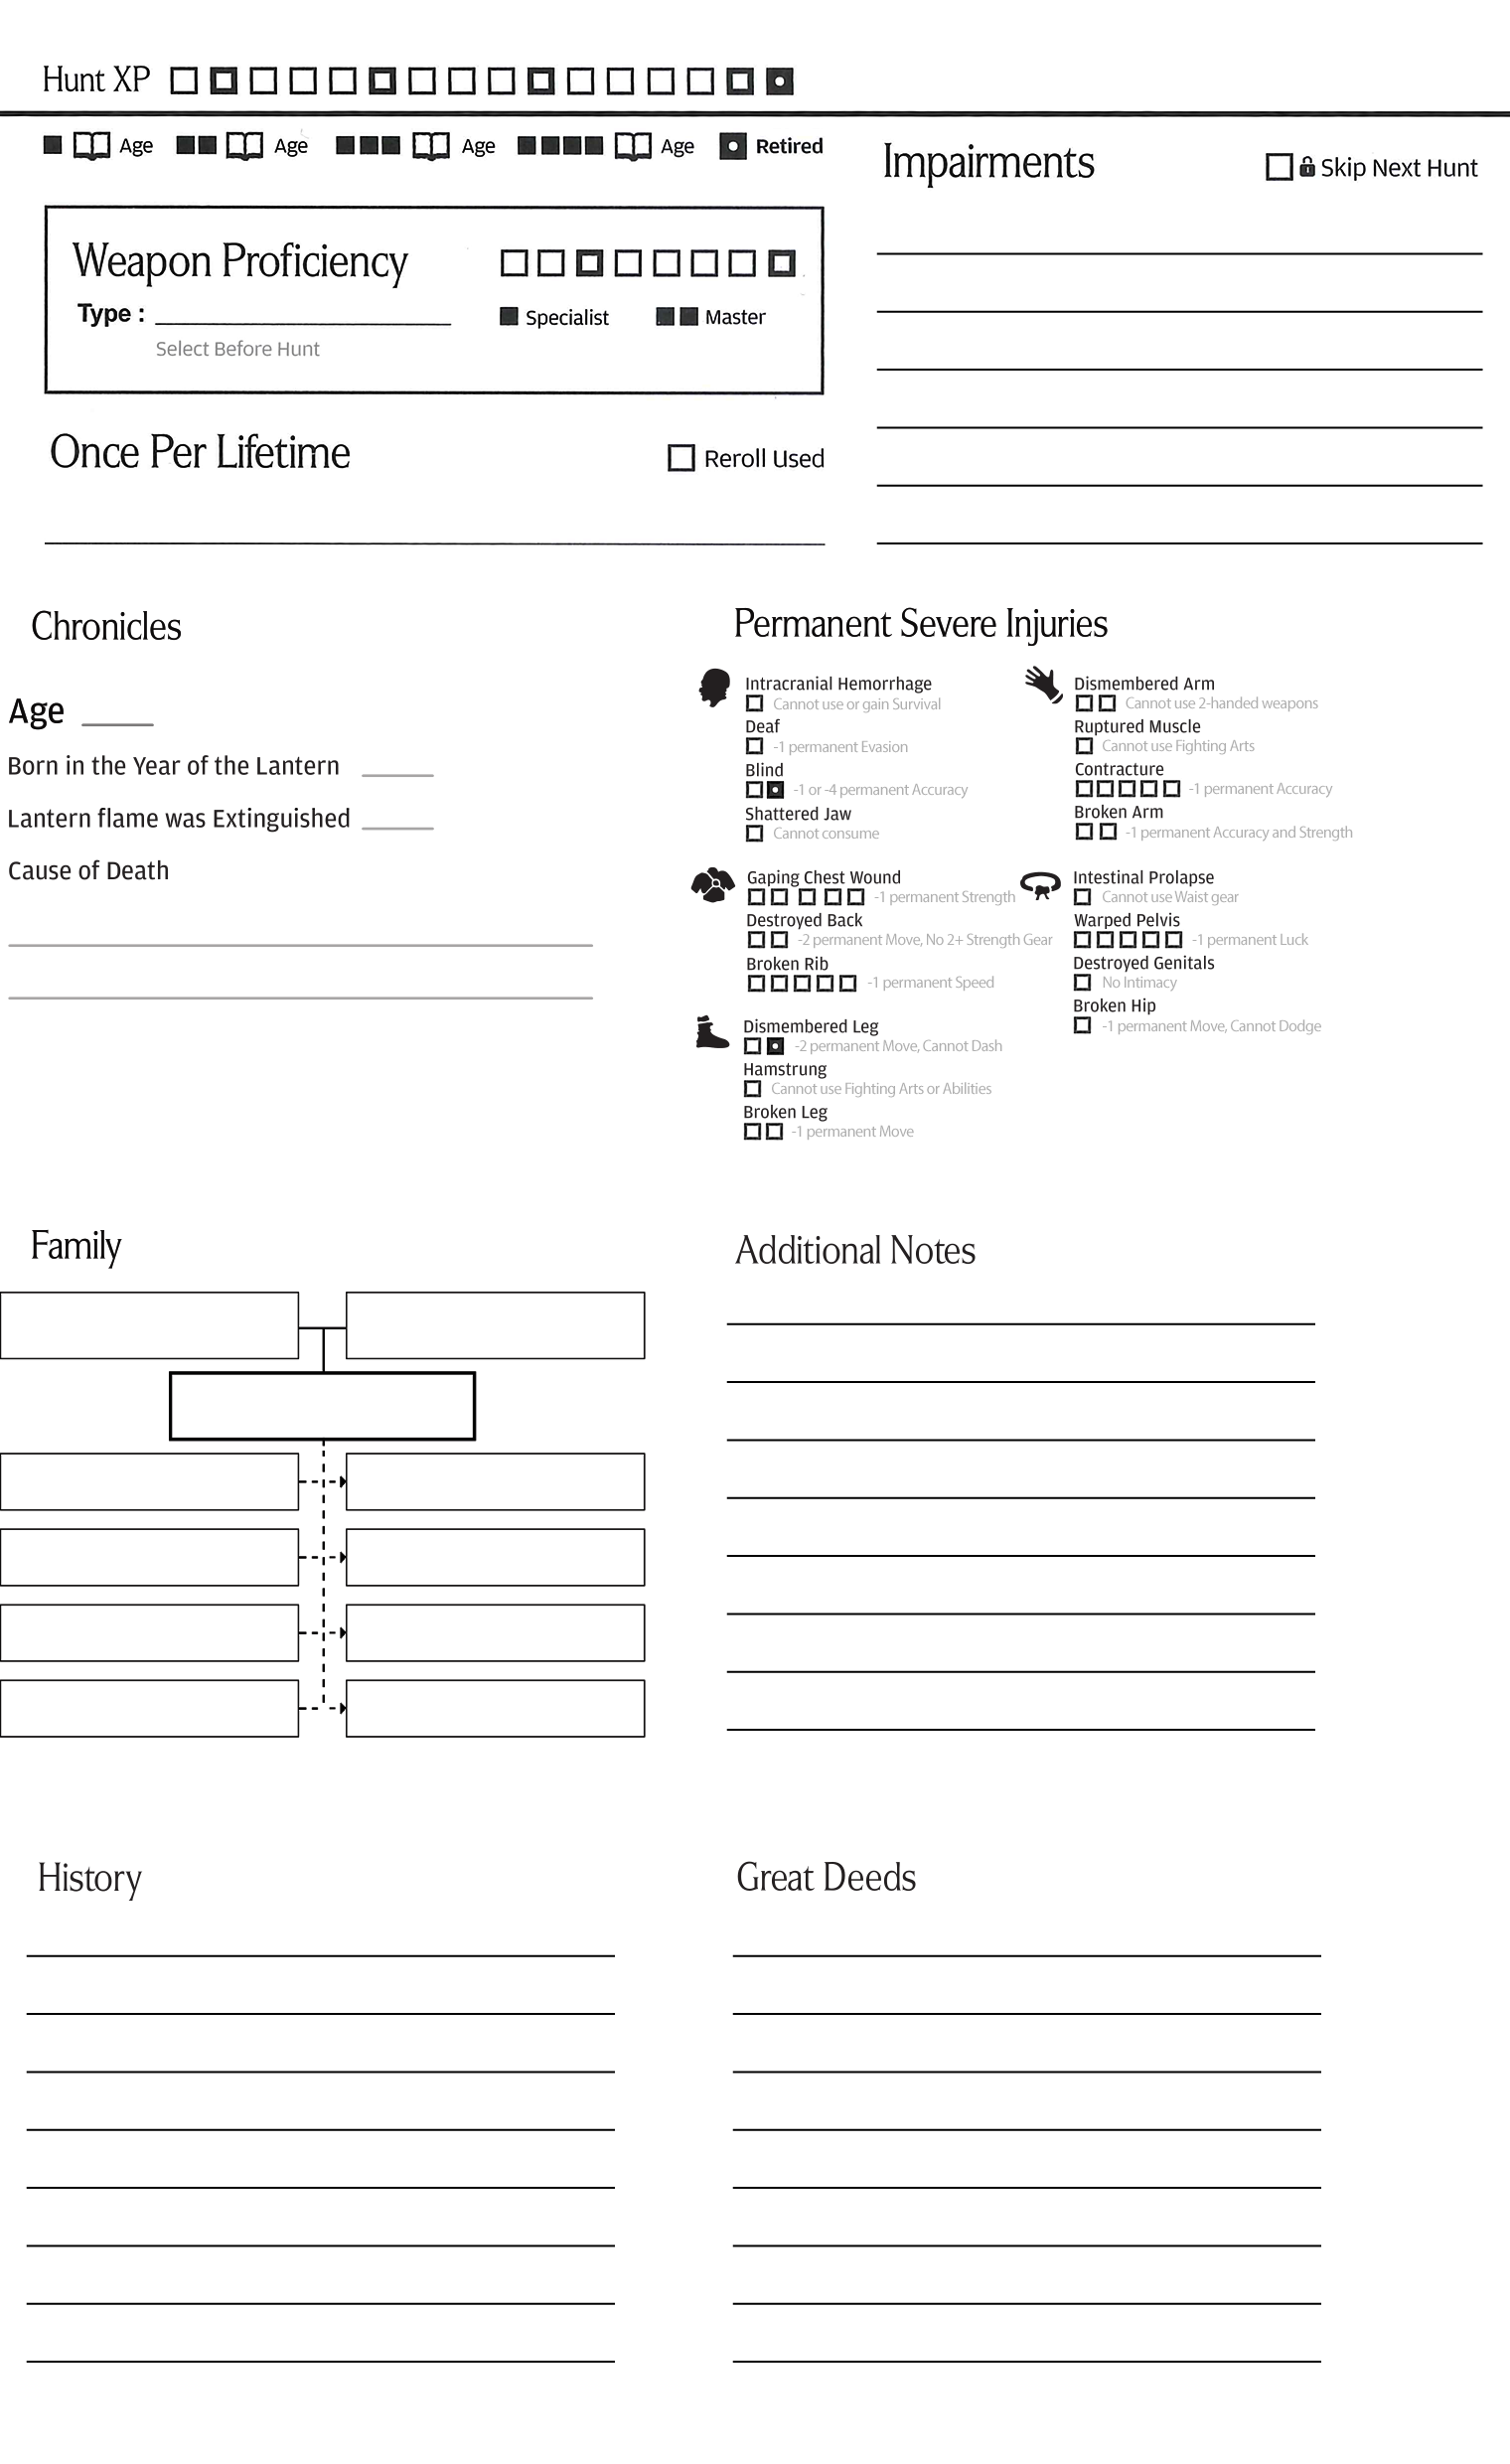 Hunt XP
Age Age Age Age Retired
Impairments
Skip Next Hunt
Weapon Proficiency
Type :
Select Before Hunt
Specialist Master
Once Per Lifetime
Reroll Used
Chronicles
Age
Born in the Year of the Lantern
Lantern flame was Extinguished
Cause of Death
Permanent Severe Injuries
Intracranial Hemorrhage
Cannot use or gain Survival
Deaf
-1 permanent Evasion
Blind
-1 or -4 permanent Accuracy
Shattered Jaw
Cannot consume
Dismembered Arm
Cannot use 2-handed weapons
Ruptured Muscle
Cannot use Fighting Arts
Contracture
-1 permanent Accuracy
Broken Arm
-1 permanent Accuracy and Strength
Gaping Chest Wound
-1 permanent Strength
Destroyed Back
-2 permanent Move, No 2+ Strength Gear
Broken Rib
-1 permanent Speed
Intestinal Prolapse
Cannot use Waist gear
Warped Pelvis
-1 permanent Luck
Destroyed Genitals
No Intimacy
Broken Hip
-1 permanent Move, Cannot Dodge
Dismembered Leg
-2 permanent Move, Cannot Dash
Hamstrung
Cannot use Fighting Arts or Abilities
Broken Leg
-1 permanent Move
Family
Additional Notes
History
Great Deeds